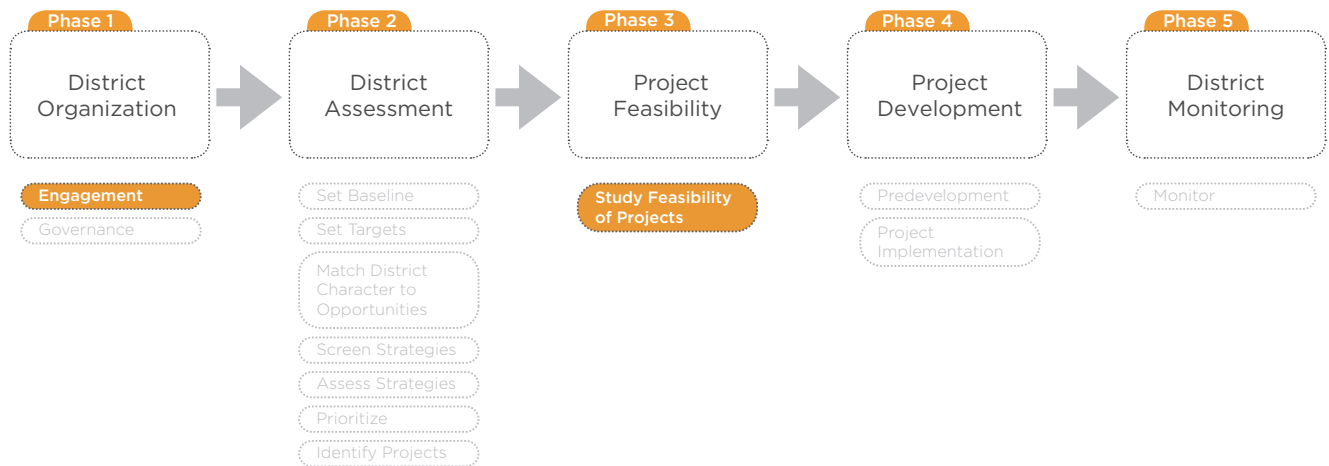 Phase 1
District
Organization
Engagement
Governance
Phase 2
District
Assessment
Set Baseline
Set Targets
Match District
Character to
Opportunities
Screen Strategies
Assess Strategies
Prioritize
Identify Projects
Phase 3
Project
Feasibility
Study Feasibility
of Projects
Phase 4
Project
Development
Predevelopment
Project
Implementation
Phase 5
District
Monitoring
Monitor